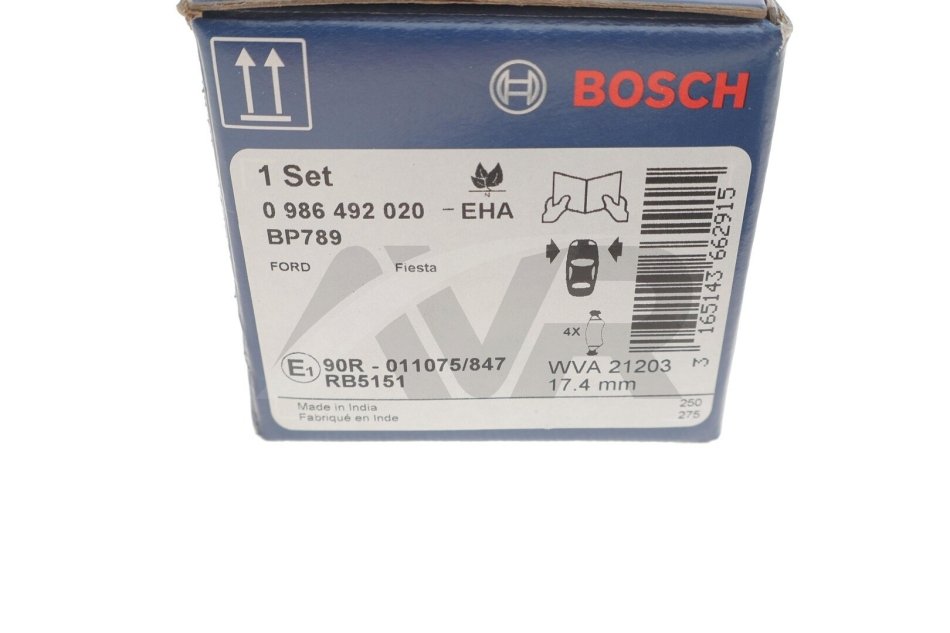 BOSCH
1 Set
0 986 492 020 - EHA
BP789
FORD Fiesta
4X
E1 90R - 011075/847
RB5151
WVA 21203
17.4 mm
Made in India
Fabriqué en Inde
250
275
3 165143 662915
AVR